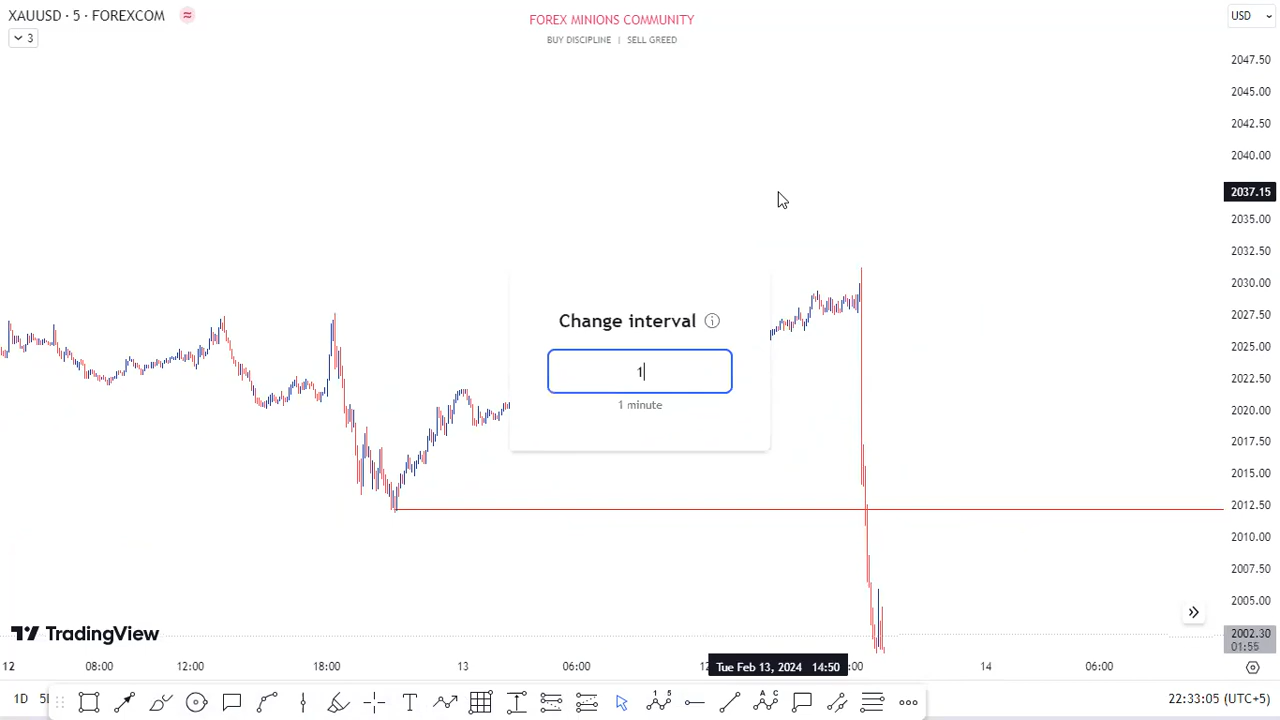 XAUUSD · 5 · FOREXCOM
3
FOREX MINIONS COMMUNITY
BUY DISCIPLINE | SELL GREED
USD
2047.50
2045.00
2042.50
2040.00
2037.15
2035.00
2032.50
2030.00
2027.50
2025.00
2022.50
2020.00
2017.50
2015.00
2012.50
2010.00
2007.50
2005.00
2002.30
01:55
Change interval
1
1 minute
TradingView
12 08:00 12:00 18:00 13 06:00 Tue Feb 13, 2024 14:50 :00 14 06:00
1D
22:33:05 (UTC+5)